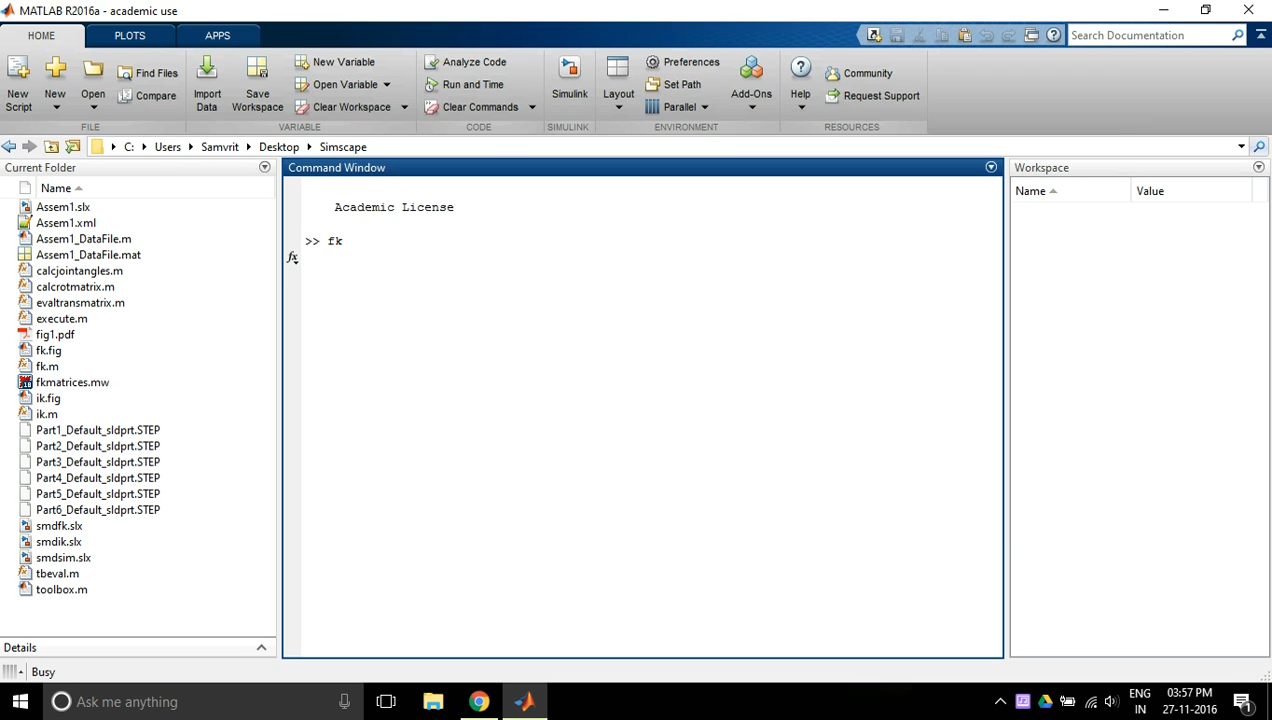 MATLAB R2016a - academic use
HOME PLOTS APPS
Search Documentation
New Script
New
Open
Find Files
Compare
FILE
Import Data
Save Workspace
New Variable
Open Variable
Clear Workspace
VARIABLE
Analyze Code
Run and Time
Clear Commands
CODE
Simulink
SIMULINK
Layout
Preferences
Set Path
Parallel
ENVIRONMENT
Add-Ons
Help
Community
Request Support
RESOURCES
C: Users Samvrit Desktop Simscape
Current Folder
Name
Assem1.slx
Assem1.xml
Assem1_DataFile.m
Assem1_DataFile.mat
calcjointangles.m
calcrotmatrix.m
evaltransmatrix.m
execute.m
fig1.pdf
fk.fig
fk.m
fkmatrices.mw
ik.fig
ik.m
Part1_Default_sldprt.STEP
Part2_Default_sldprt.STEP
Part3_Default_sldprt.STEP
Part4_Default_sldprt.STEP
Part5_Default_sldprt.STEP
Part6_Default_sldprt.STEP
smdfk.slx
smdik.slx
smdsim.slx
tbeval.m
toolbox.m
Details
Command Window
Academic License
>> fk
fx
Workspace
Name Value
Busy
Ask me anything
ENG
IN
03:57 PM
27-11-2016
1